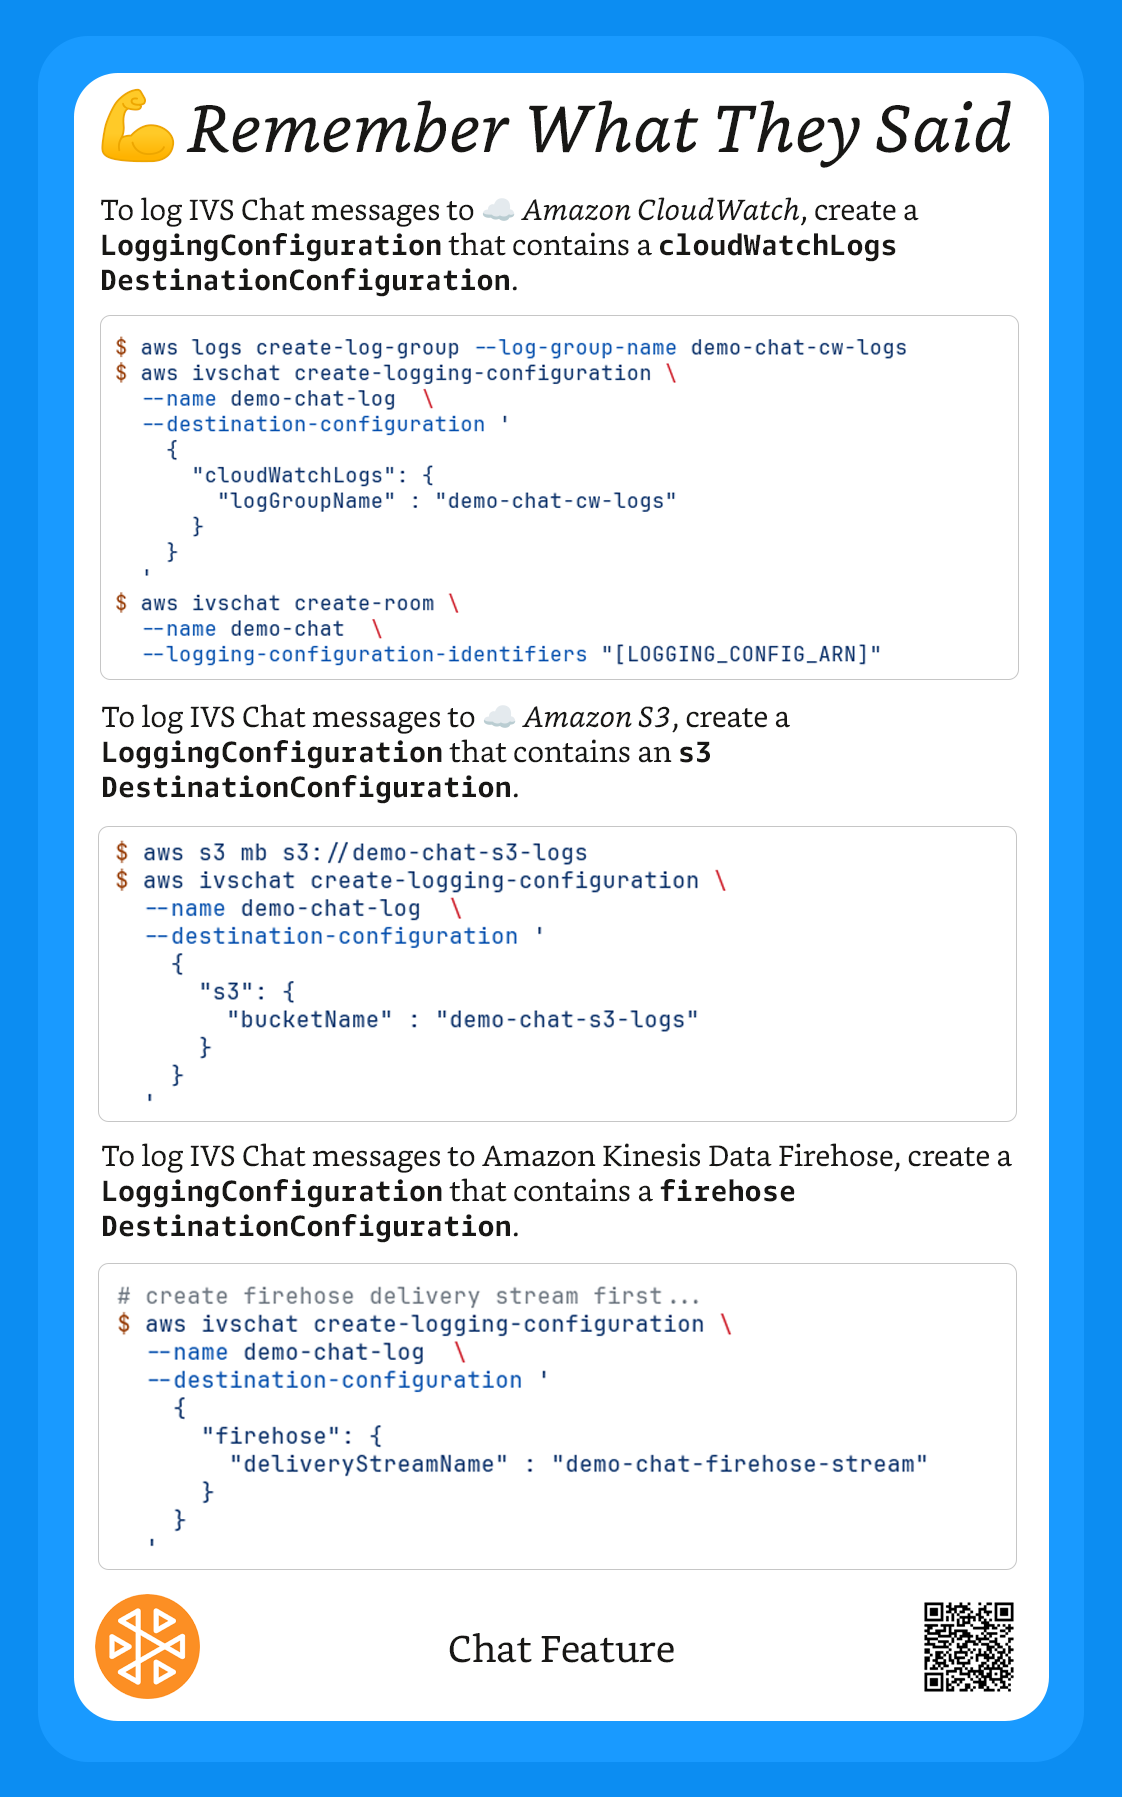 💪 Remember What They Said
To log IVS Chat messages to ☁️ Amazon CloudWatch, create a
LoggingConfiguration that contains a cloudWatchLogs
DestinationConfiguration.
$ aws logs create-log-group --log-group-name demo-chat-cw-logs
$ aws ivschat create-logging-configuration \
  --name demo-chat-log  \
  --destination-configuration '
    {
      "cloudWatchLogs": {
        "logGroupName" : "demo-chat-cw-logs"
      }
    }
  '
$ aws ivschat create-room \
  --name demo-chat  \
  --logging-configuration-identifiers "[LOGGING_CONFIG_ARN]"
To log IVS Chat messages to ☁️ Amazon S3, create a
LoggingConfiguration that contains an s3
DestinationConfiguration.
$ aws s3 mb s3://demo-chat-s3-logs
$ aws ivschat create-logging-configuration \
  --name demo-chat-log  \
  --destination-configuration '
    {
      "s3": {
        "bucketName" : "demo-chat-s3-logs"
      }
    }
  '
To log IVS Chat messages to Amazon Kinesis Data Firehose, create a
LoggingConfiguration that contains a firehose
DestinationConfiguration.
# create firehose delivery stream first...
$ aws ivschat create-logging-configuration \
  --name demo-chat-log  \
  --destination-configuration '
    {
      "firehose": {
        "deliveryStreamName" : "demo-chat-firehose-stream"
      }
    }
  '
Chat Feature